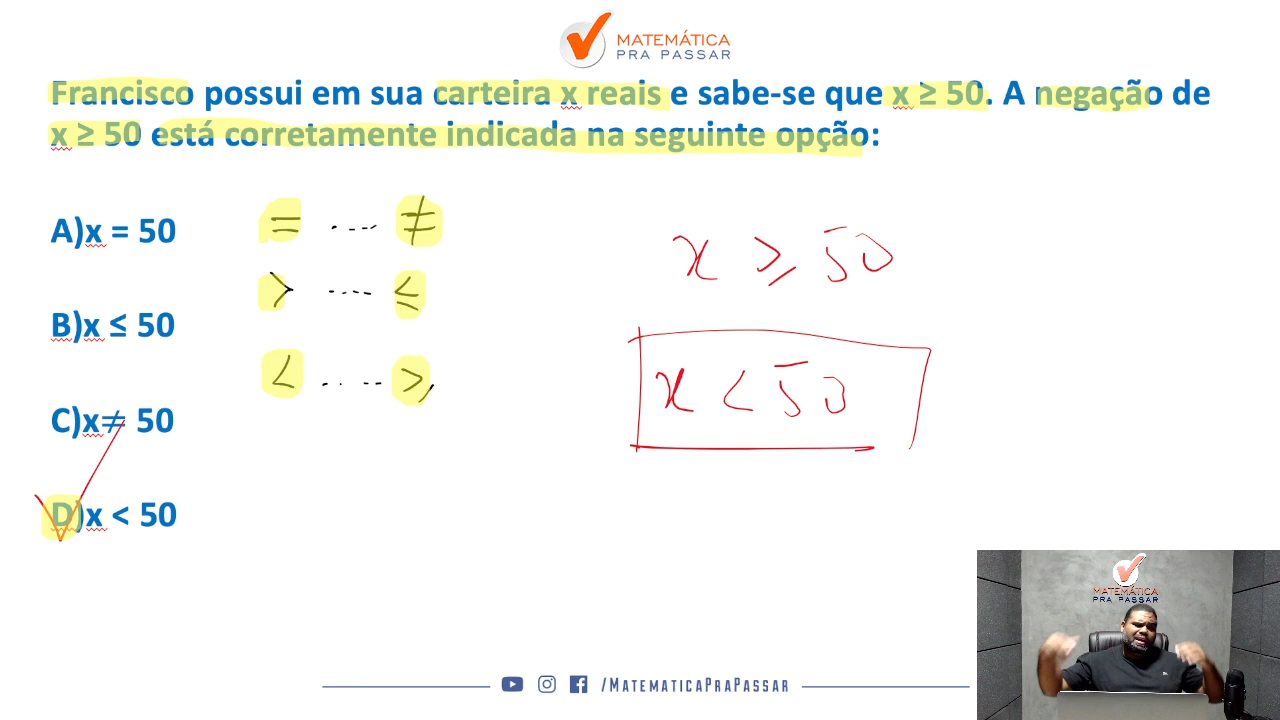 MATEMÁTICA
PRA PASSAR
Francisco possui em sua carteira x reais e sabe-se que x ≥ 50. A negação de
x ≥ 50 está corretamente indicada na seguinte opção:
A)x = 50
= .... ≠
x ≥ 50
B)x ≤ 50
> .... ≤
C)x≠ 50
< .... ≥
x < 50
D)x < 50
MATEMÁTICA
PRA PASSAR
/MATEMATICAPRAPASSAR